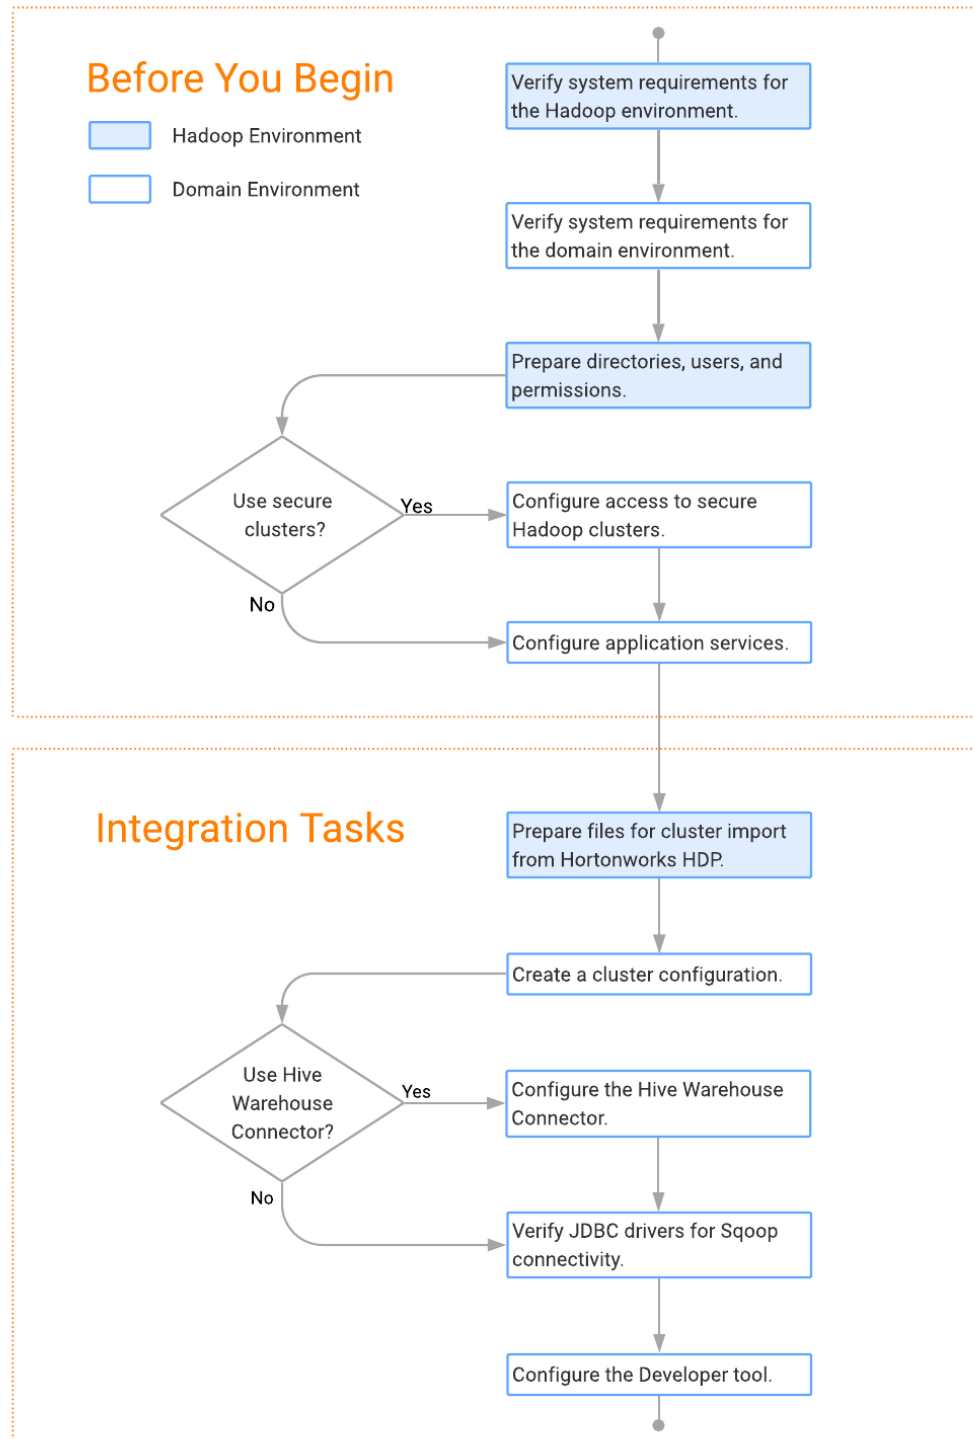 Before You Begin
Hadoop Environment
Domain Environment
Verify system requirements for
the Hadoop environment.
Verify system requirements for
the domain environment.
Prepare directories, users, and
permissions.
Use secure
clusters?
Yes
Configure access to secure
Hadoop clusters.
No
Configure application services.
Integration Tasks
Prepare files for cluster import
from Hortonworks HDP.
Create a cluster configuration.
Use Hive
Warehouse
Connector?
Yes
Configure the Hive Warehouse
Connector.
No
Verify JDBC drivers for Sqoop
connectivity.
Configure the Developer tool.